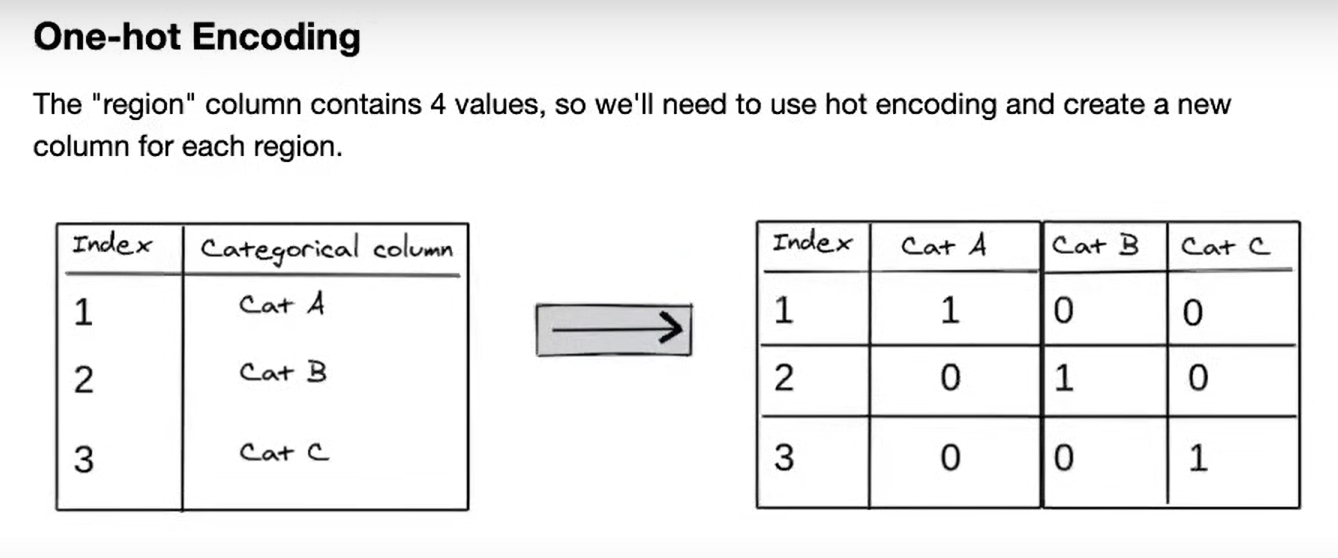 One-hot Encoding
The "region" column contains 4 values, so we'll need to use hot encoding and create a new
column for each region.
Index Categorical column
1 Cat A
2 Cat B
3 Cat C
Index Cat A Cat B Cat C
1 1 0 0
2 0 1 0
3 0 0 1